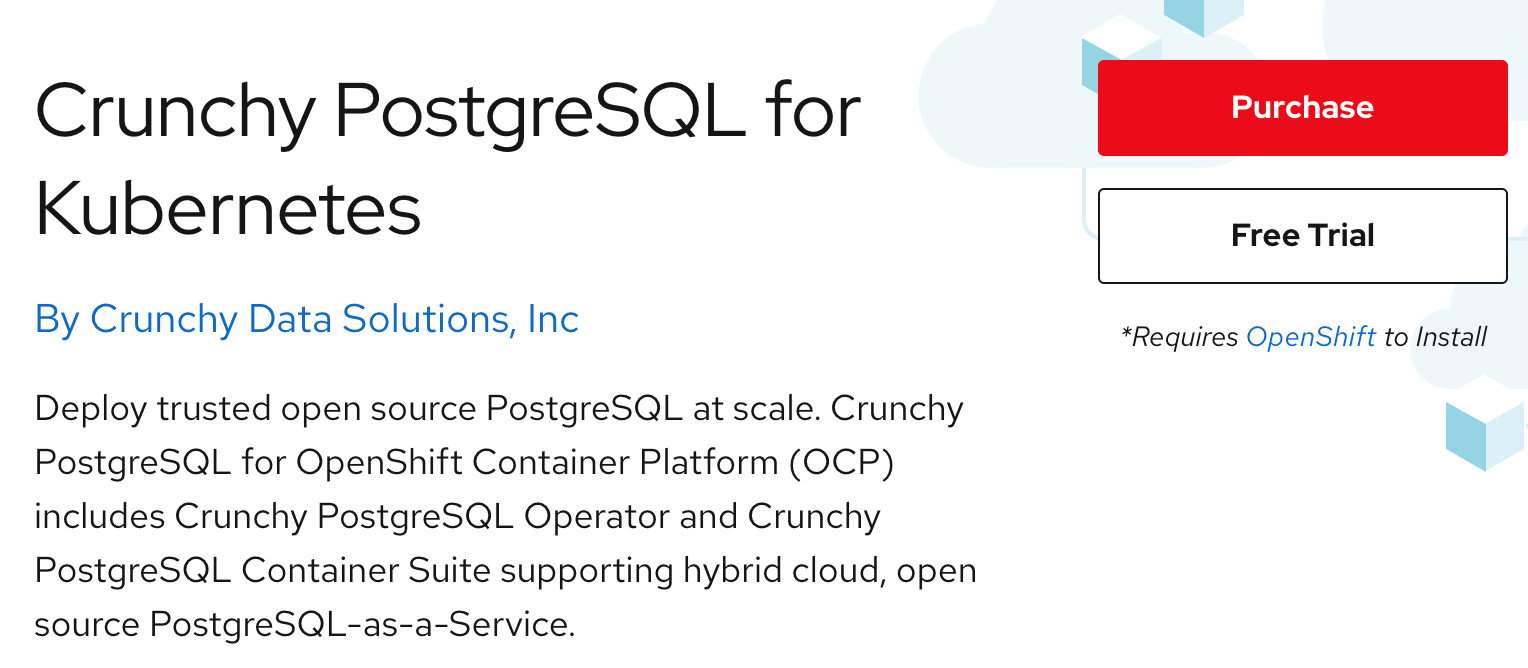 Crunchy PostgreSQL for
Kubernetes
By Crunchy Data Solutions, Inc
Deploy trusted open source PostgreSQL at scale. Crunchy
PostgreSQL for OpenShift Container Platform (OCP)
includes Crunchy PostgreSQL Operator and Crunchy
PostgreSQL Container Suite supporting hybrid cloud, open
source PostgreSQL-as-a-Service.
Purchase
Free Trial
*Requires OpenShift to Install